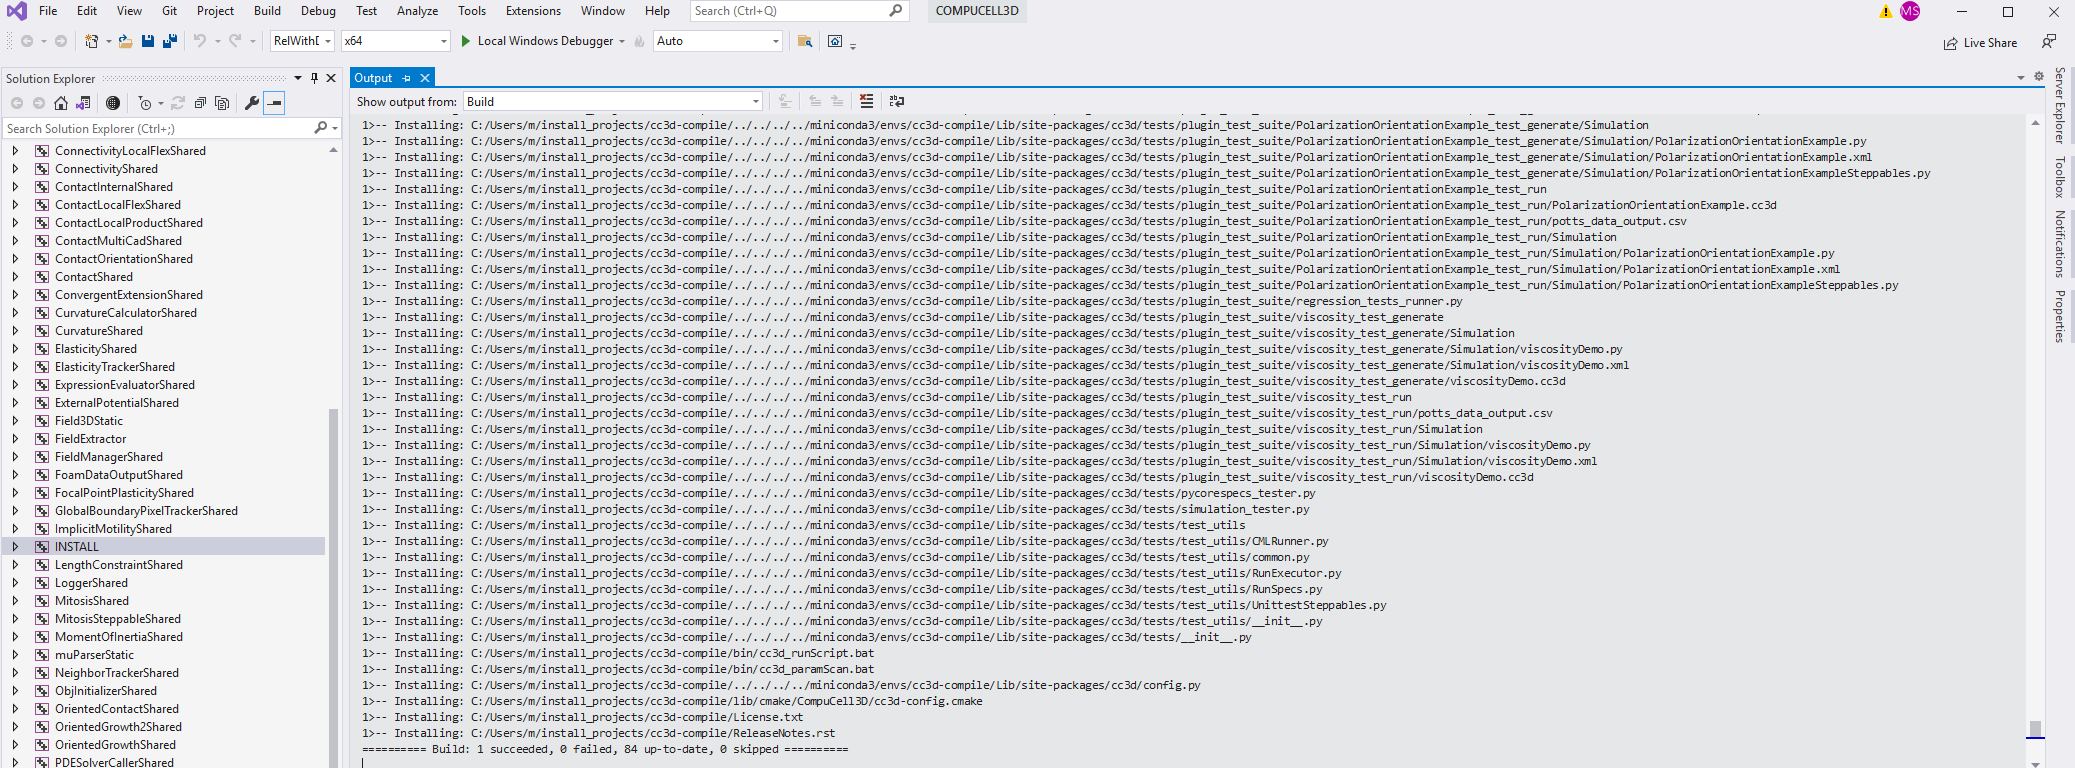 File Edit View Git Project Build Debug Test Analyze Tools Extensions Window Help Search (Ctrl+Q) COMPUCELL3D MS
RelWithD x64 Local Windows Debugger Auto Live Share
Solution Explorer
Search Solution Explorer (Ctrl+;)
ConnectivityLocalFlexShared
ConnectivityShared
ContactInternalShared
ContactLocalFlexShared
ContactLocalProductShared
ContactMultiCadShared
ContactOrientationShared
ContactShared
ConvergentExtensionShared
CurvatureCalculatorShared
CurvatureShared
ElasticityShared
ElasticityTrackerShared
ExpressionEvaluatorShared
ExternalPotentialShared
Field3DStatic
FieldExtractor
FieldManagerShared
FoamDataOutputShared
FocalPointPlasticityShared
GlobalBoundaryPixelTrackerShared
ImplicitMotilityShared
INSTALL
LengthConstraintShared
LoggerShared
MitosisShared
MitosisSteppableShared
MomentOfInertiaShared
muParserStatic
NeighborTrackerShared
ObjInitializerShared
OrientedContactShared
OrientedGrowth2Shared
OrientedGrowthShared
PDESolverCallerShared
Output
Show output from: Build
1>-- Installing: C:/Users/m/install_projects/cc3d-compile/../../../../miniconda3/envs/cc3d-compile/Lib/site-packages/cc3d/tests/plugin_test_suite/PolarizationOrientationExample_test_generate/Simulation
1>-- Installing: C:/Users/m/install_projects/cc3d-compile/../../../../miniconda3/envs/cc3d-compile/Lib/site-packages/cc3d/tests/plugin_test_suite/PolarizationOrientationExample_test_generate/Simulation/PolarizationOrientationExample.py
1>-- Installing: C:/Users/m/install_projects/cc3d-compile/../../../../miniconda3/envs/cc3d-compile/Lib/site-packages/cc3d/tests/plugin_test_suite/PolarizationOrientationExample_test_generate/Simulation/PolarizationOrientationExample.xml
1>-- Installing: C:/Users/m/install_projects/cc3d-compile/../../../../miniconda3/envs/cc3d-compile/Lib/site-packages/cc3d/tests/plugin_test_suite/PolarizationOrientationExample_test_generate/Simulation/PolarizationOrientationExampleSteppables.py
1>-- Installing: C:/Users/m/install_projects/cc3d-compile/../../../../miniconda3/envs/cc3d-compile/Lib/site-packages/cc3d/tests/plugin_test_suite/PolarizationOrientationExample_test_run
1>-- Installing: C:/Users/m/install_projects/cc3d-compile/../../../../miniconda3/envs/cc3d-compile/Lib/site-packages/cc3d/tests/plugin_test_suite/PolarizationOrientationExample_test_run/PolarizationOrientationExample.cc3d
1>-- Installing: C:/Users/m/install_projects/cc3d-compile/../../../../miniconda3/envs/cc3d-compile/Lib/site-packages/cc3d/tests/plugin_test_suite/PolarizationOrientationExample_test_run/potts_data_output.csv
1>-- Installing: C:/Users/m/install_projects/cc3d-compile/../../../../miniconda3/envs/cc3d-compile/Lib/site-packages/cc3d/tests/plugin_test_suite/PolarizationOrientationExample_test_run/Simulation
1>-- Installing: C:/Users/m/install_projects/cc3d-compile/../../../../miniconda3/envs/cc3d-compile/Lib/site-packages/cc3d/tests/plugin_test_suite/PolarizationOrientationExample_test_run/Simulation/PolarizationOrientationExample.py
1>-- Installing: C:/Users/m/install_projects/cc3d-compile/../../../../miniconda3/envs/cc3d-compile/Lib/site-packages/cc3d/tests/plugin_test_suite/PolarizationOrientationExample_test_run/Simulation/PolarizationOrientationExample.xml
1>-- Installing: C:/Users/m/install_projects/cc3d-compile/../../../../miniconda3/envs/cc3d-compile/Lib/site-packages/cc3d/tests/plugin_test_suite/PolarizationOrientationExample_test_run/Simulation/PolarizationOrientationExampleSteppables.py
1>-- Installing: C:/Users/m/install_projects/cc3d-compile/../../../../miniconda3/envs/cc3d-compile/Lib/site-packages/cc3d/tests/plugin_test_suite/regression_tests_runner.py
1>-- Installing: C:/Users/m/install_projects/cc3d-compile/../../../../miniconda3/envs/cc3d-compile/Lib/site-packages/cc3d/tests/plugin_test_suite/viscosity_test_generate
1>-- Installing: C:/Users/m/install_projects/cc3d-compile/../../../../miniconda3/envs/cc3d-compile/Lib/site-packages/cc3d/tests/plugin_test_suite/viscosity_test_generate/Simulation
1>-- Installing: C:/Users/m/install_projects/cc3d-compile/../../../../miniconda3/envs/cc3d-compile/Lib/site-packages/cc3d/tests/plugin_test_suite/viscosity_test_generate/Simulation/viscosityDemo.py
1>-- Installing: C:/Users/m/install_projects/cc3d-compile/../../../../miniconda3/envs/cc3d-compile/Lib/site-packages/cc3d/tests/plugin_test_suite/viscosity_test_generate/Simulation/viscosityDemo.xml
1>-- Installing: C:/Users/m/install_projects/cc3d-compile/../../../../miniconda3/envs/cc3d-compile/Lib/site-packages/cc3d/tests/plugin_test_suite/viscosity_test_generate/viscosityDemo.cc3d
1>-- Installing: C:/Users/m/install_projects/cc3d-compile/../../../../miniconda3/envs/cc3d-compile/Lib/site-packages/cc3d/tests/plugin_test_suite/viscosity_test_run
1>-- Installing: C:/Users/m/install_projects/cc3d-compile/../../../../miniconda3/envs/cc3d-compile/Lib/site-packages/cc3d/tests/plugin_test_suite/viscosity_test_run/potts_data_output.csv
1>-- Installing: C:/Users/m/install_projects/cc3d-compile/../../../../miniconda3/envs/cc3d-compile/Lib/site-packages/cc3d/tests/plugin_test_suite/viscosity_test_run/Simulation
1>-- Installing: C:/Users/m/install_projects/cc3d-compile/../../../../miniconda3/envs/cc3d-compile/Lib/site-packages/cc3d/tests/plugin_test_suite/viscosity_test_run/Simulation/viscosityDemo.py
1>-- Installing: C:/Users/m/install_projects/cc3d-compile/../../../../miniconda3/envs/cc3d-compile/Lib/site-packages/cc3d/tests/plugin_test_suite/viscosity_test_run/Simulation/viscosityDemo.xml
1>-- Installing: C:/Users/m/install_projects/cc3d-compile/../../../../miniconda3/envs/cc3d-compile/Lib/site-packages/cc3d/tests/plugin_test_suite/viscosity_test_run/viscosityDemo.cc3d
1>-- Installing: C:/Users/m/install_projects/cc3d-compile/../../../../miniconda3/envs/cc3d-compile/Lib/site-packages/cc3d/tests/pycorespecs_tester.py
1>-- Installing: C:/Users/m/install_projects/cc3d-compile/../../../../miniconda3/envs/cc3d-compile/Lib/site-packages/cc3d/tests/simulation_tester.py
1>-- Installing: C:/Users/m/install_projects/cc3d-compile/../../../../miniconda3/envs/cc3d-compile/Lib/site-packages/cc3d/tests/test_utils
1>-- Installing: C:/Users/m/install_projects/cc3d-compile/../../../../miniconda3/envs/cc3d-compile/Lib/site-packages/cc3d/tests/test_utils/CMLRunner.py
1>-- Installing: C:/Users/m/install_projects/cc3d-compile/../../../../miniconda3/envs/cc3d-compile/Lib/site-packages/cc3d/tests/test_utils/common.py
1>-- Installing: C:/Users/m/install_projects/cc3d-compile/../../../../miniconda3/envs/cc3d-compile/Lib/site-packages/cc3d/tests/test_utils/RunExecutor.py
1>-- Installing: C:/Users/m/install_projects/cc3d-compile/../../../../miniconda3/envs/cc3d-compile/Lib/site-packages/cc3d/tests/test_utils/RunSpecs.py
1>-- Installing: C:/Users/m/install_projects/cc3d-compile/../../../../miniconda3/envs/cc3d-compile/Lib/site-packages/cc3d/tests/test_utils/UnittestSteppables.py
1>-- Installing: C:/Users/m/install_projects/cc3d-compile/../../../../miniconda3/envs/cc3d-compile/Lib/site-packages/cc3d/tests/test_utils/__init__.py
1>-- Installing: C:/Users/m/install_projects/cc3d-compile/../../../../miniconda3/envs/cc3d-compile/Lib/site-packages/cc3d/tests/__init__.py
1>-- Installing: C:/Users/m/install_projects/cc3d-compile/bin/cc3d_runScript.bat
1>-- Installing: C:/Users/m/install_projects/cc3d-compile/bin/cc3d_paramScan.bat
1>-- Installing: C:/Users/m/install_projects/cc3d-compile/../../../../miniconda3/envs/cc3d-compile/Lib/site-packages/cc3d/config.py
1>-- Installing: C:/Users/m/install_projects/cc3d-compile/lib/cmake/CompuCell3D/cc3d-config.cmake
1>-- Installing: C:/Users/m/install_projects/cc3d-compile/License.txt
1>-- Installing: C:/Users/m/install_projects/cc3d-compile/ReleaseNotes.rst
========== Build: 1 succeeded, 0 failed, 84 up-to-date, 0 skipped ==========
Server Explorer
Toolbox
Notifications
Properties